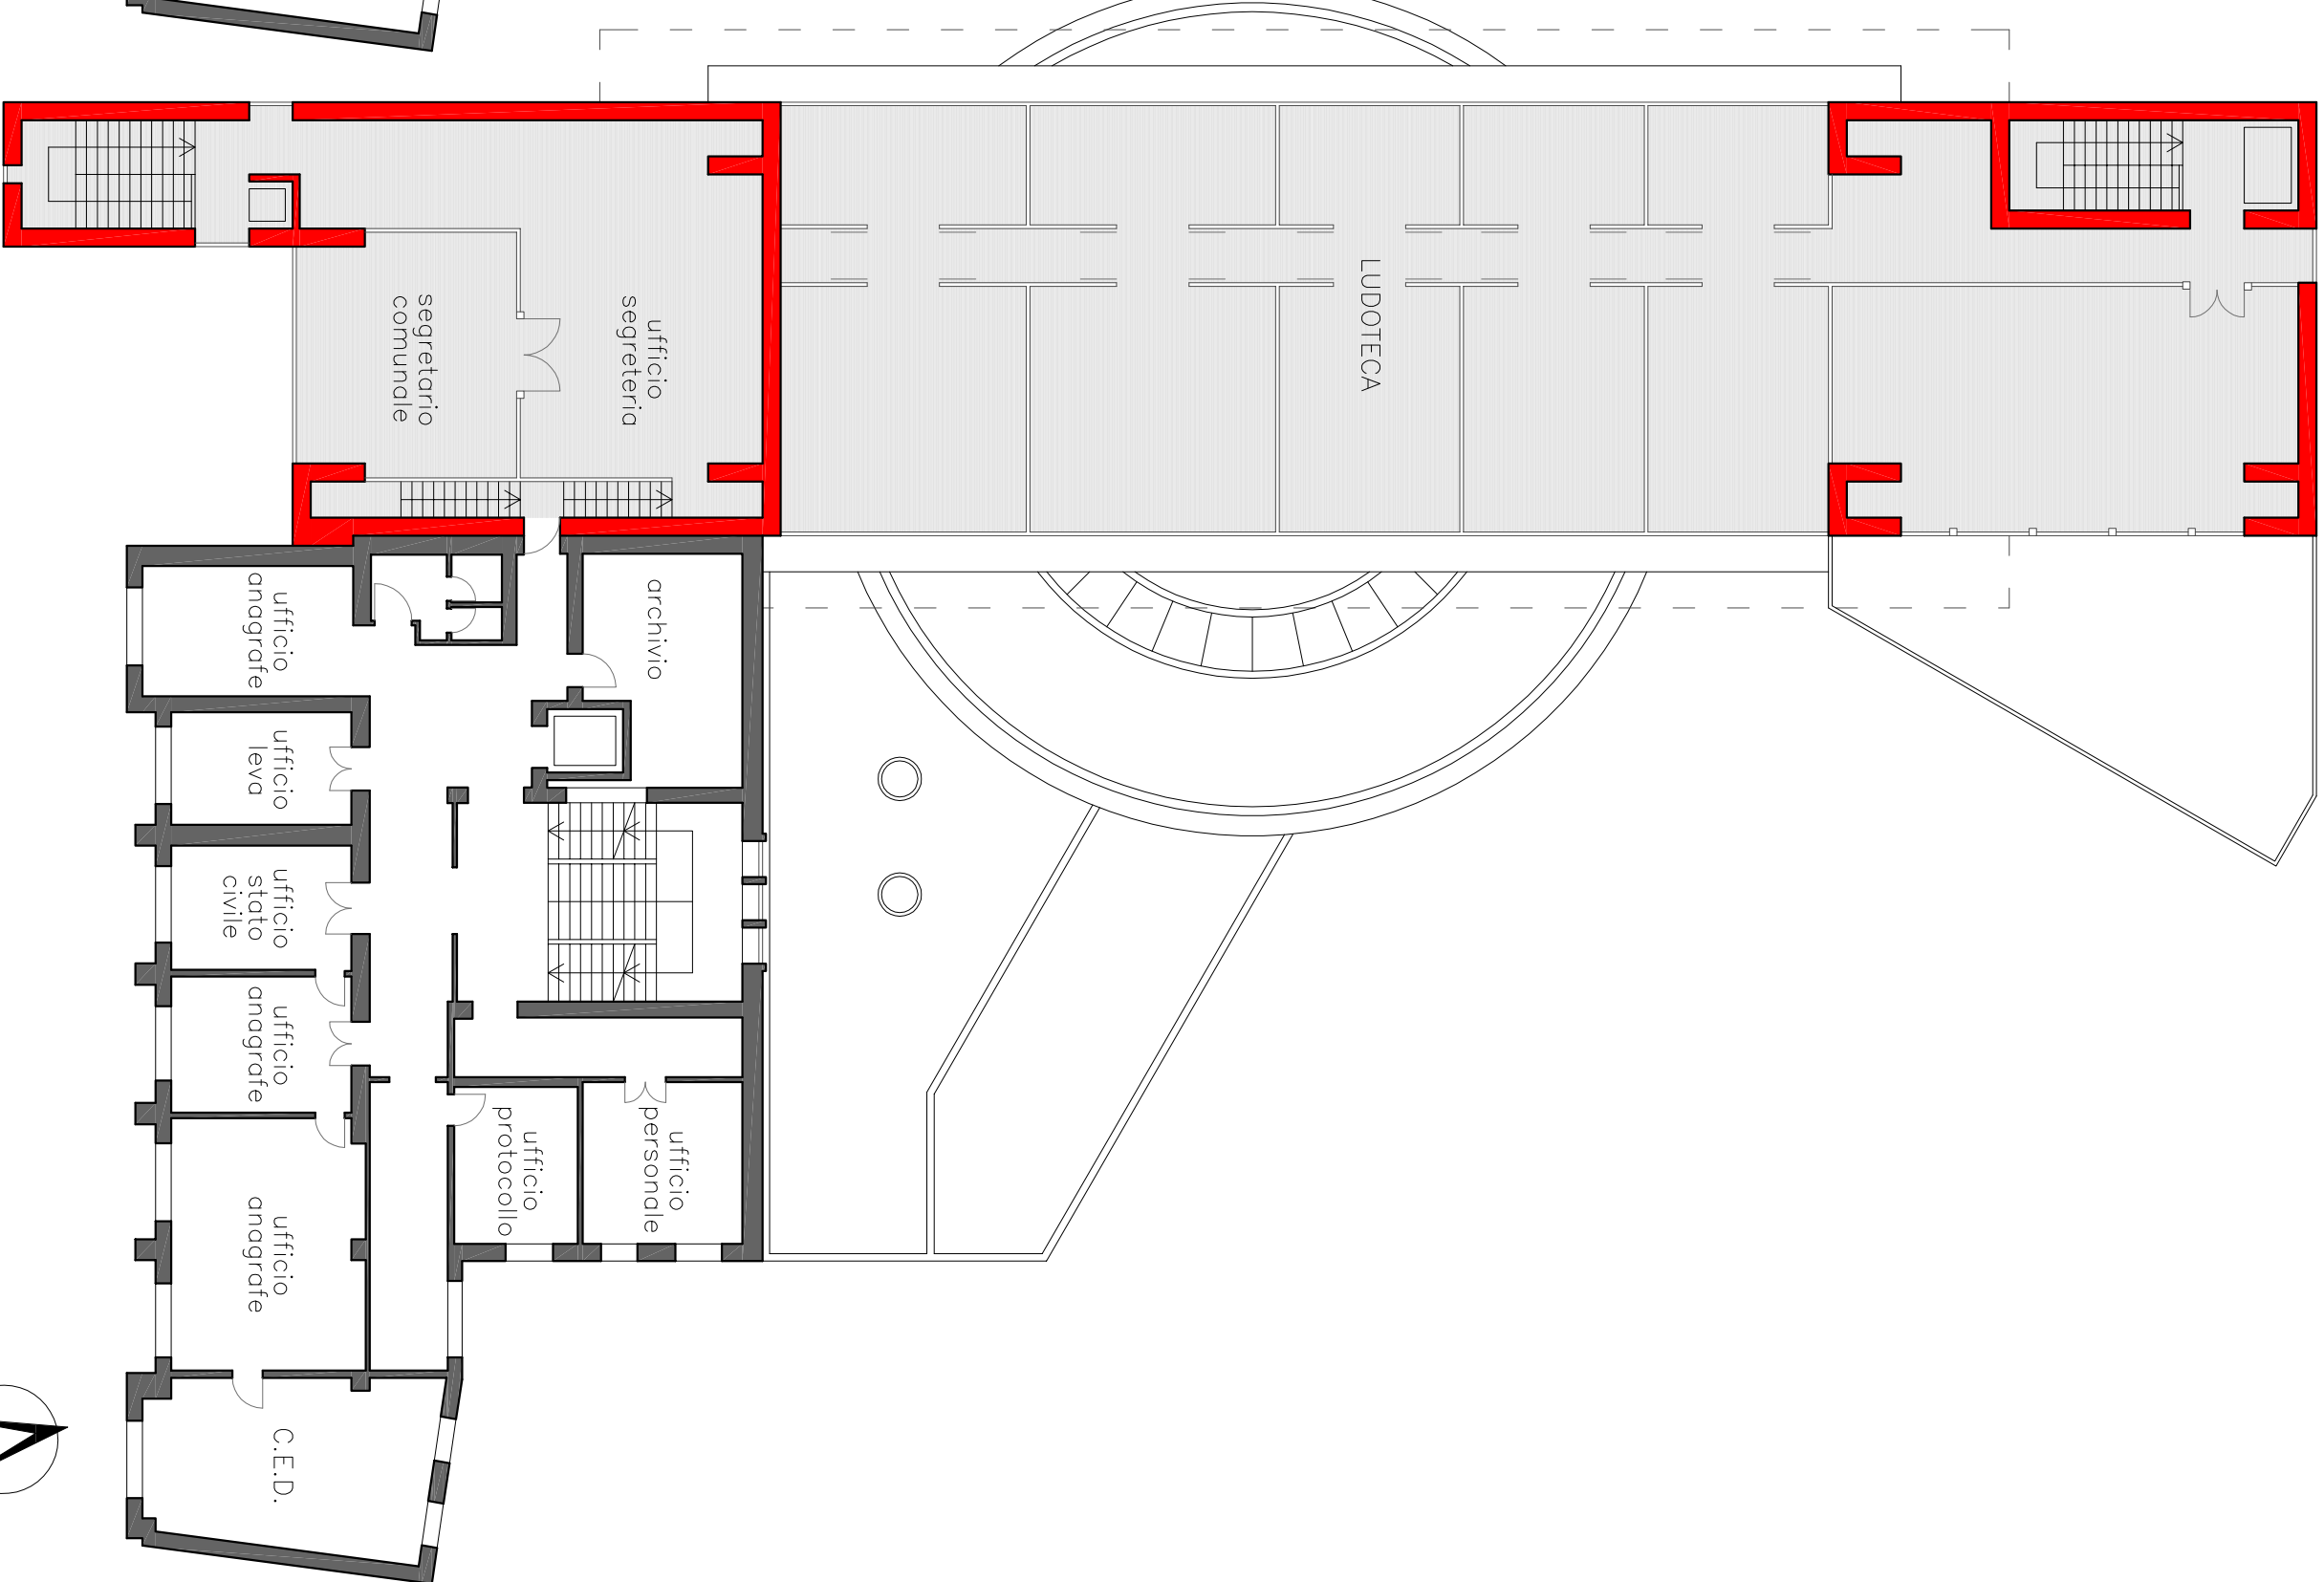 segretario
comunale
ufficio
segreteria
LUDOTECA
ufficio
anagrafe
archivio
ufficio
leva
ufficio
stato
civile
ufficio
anagrafe
ufficio
protocollo
ufficio
personale
ufficio
anagrafe
C.E.D.